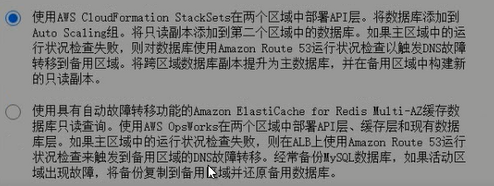 使用AWS CloudFormation StackSets在两个区域中部署API层。将数据库添加到
Auto Scaling组。将只读副本添加到第二个区域中的数据库。如果主区域中的运
行状况检查失败，则对数据库使用Amazon Route 53运行状况检查以触发DNS故障
转移到备用区域。将跨区域数据库副本提升为主数据库，并在备用区域中构建新
的只读副本。
使用具有自动故障转移功能的Amazon ElastiCache for Redis Multi-AZ缓存数
据库只读查询。使用AWS OpsWorks在两个区域中部署API层、缓存层和现有数据
库层。如果主区域中的运行状况检查失败，则在ALB上使用Amazon Route 53运行
状况检查来触发到备用区域的DNS故障转移。经常备份MySQL数据库，如果活动区
域出现故障，将备份复制到备用区域并还原备用数据库。